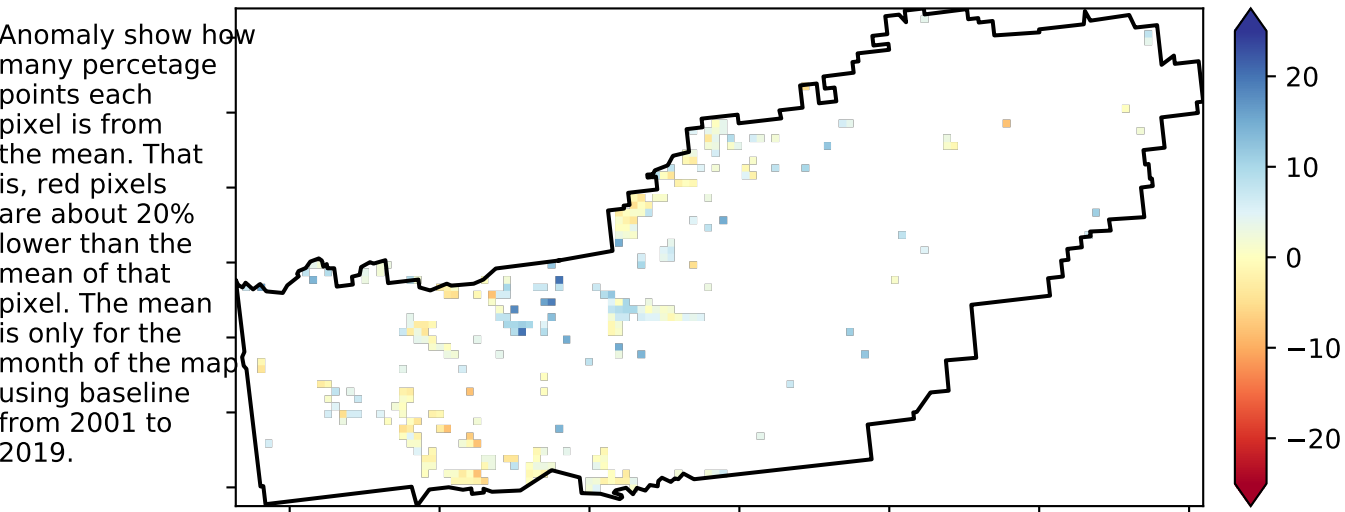 Anomaly show how
many percetage
points each
pixel is from
the mean. That
is, red pixels
are about 20%
lower than the
mean of that
pixel. The mean
is only for the
month of the map
using baseline
from 2001 to
2019.
20
10
0
−10
−20